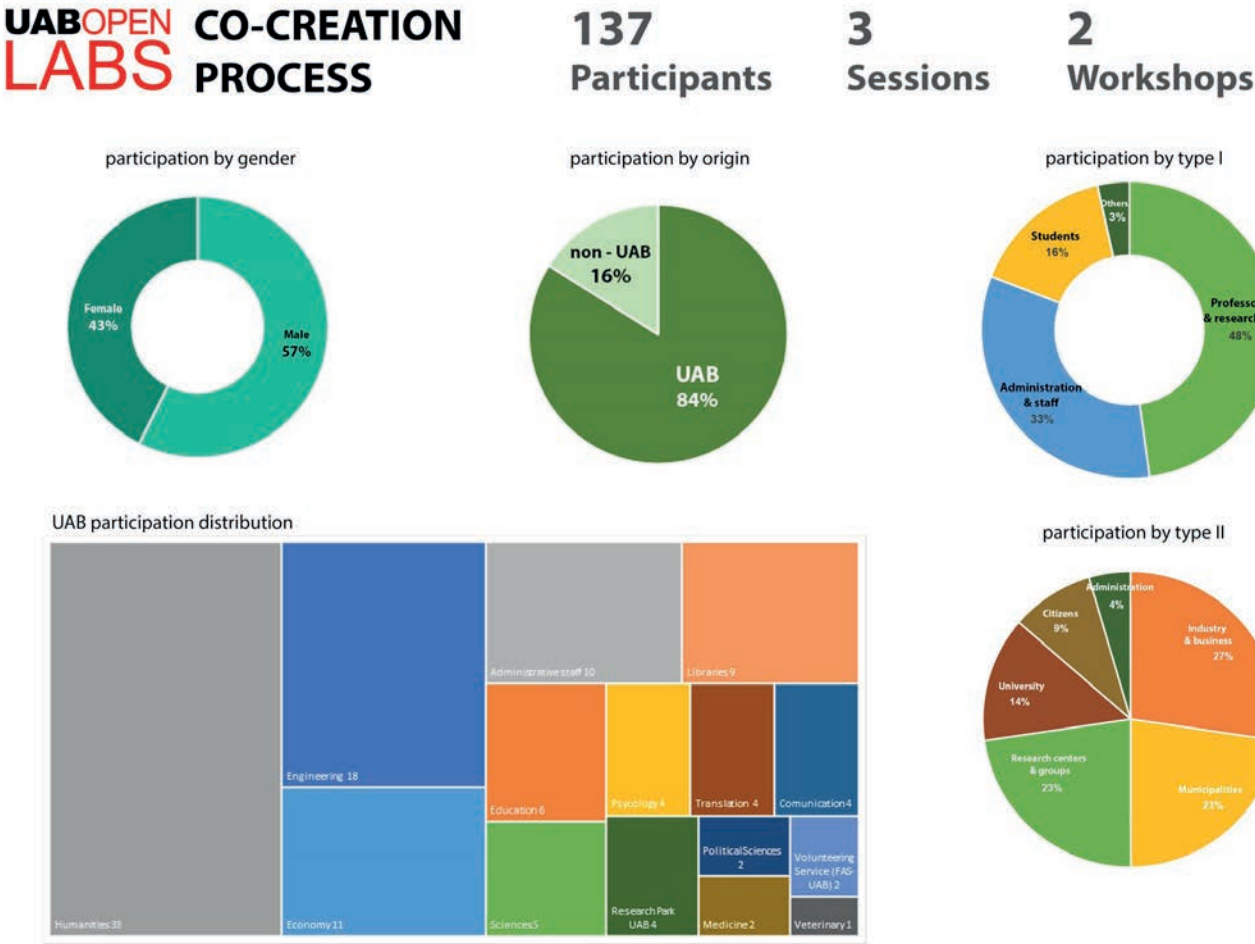 UABOPEN
LABS
CO-CREATION
PROCESS
137
Participants
3
Sessions
2
Workshops
participation by gender
Female
43%
Male
57%
participation by origin
non - UAB
16%
UAB
84%
participation by type I
Others
3%
Students
16%
Professo
& research
48%
Administration
& staff
33%
UAB participation distribution
Humanities 33
Engineering 18
Economy 11
Administrative staff 10
Libraries 9
Education 6
Sciences 5
Psycology 4
Translation 4
Comunication 4
Research Park
UAB 4
Political Sciences
2
Medicine 2
Volunteering
Service (FAS-
UAB) 2
Veterinary 1
participation by type II
Administration
4%
Citizens
9%
University
14%
Research centers
& groups
23%
Industry
& business
27%
Municipalities
23%